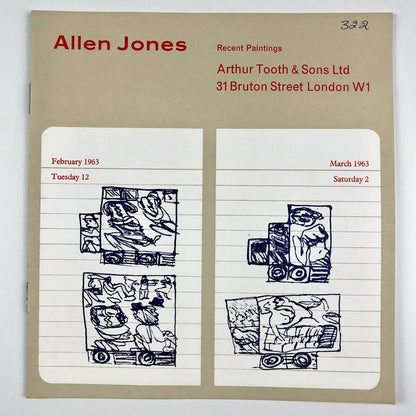 322
Allen Jones
Recent Paintings
Arthur Tooth & Sons Ltd
31 Bruton Street London W1
February 1963
Tuesday 12
March 1963
Saturday 2